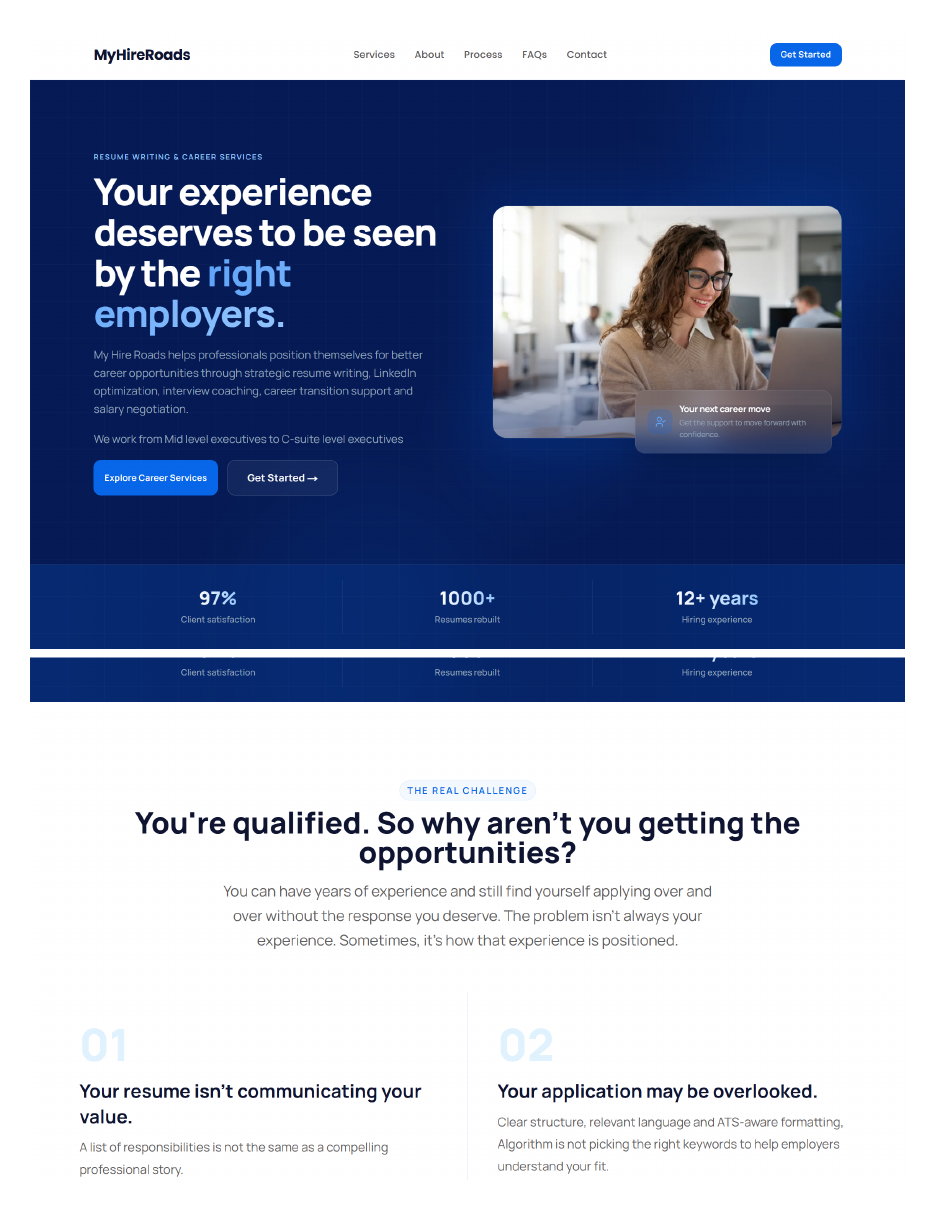 MyHireRoads
Services About Process FAQs Contact
Get Started
RESUME WRITING & CAREER SERVICES
Your experience
deserves to be seen
by the right
employers.
My Hire Roads helps professionals position themselves for better
career opportunities through strategic resume writing, LinkedIn
optimization, interview coaching, career transition support and
salary negotiation.
We work from Mid level executives to C-suite level executives
Explore Career Services
Get Started →
Your next career move
Get the support to move forward with
confidence.
97%
Client satisfaction
1000+
Resumes rebuilt
12+ years
Hiring experience
Client satisfaction
Resumes rebuilt
Hiring experience
THE REAL CHALLENGE
You're qualified. So why aren't you getting the
opportunities?
You can have years of experience and still find yourself applying over and
over without the response you deserve. The problem isn't always your
experience. Sometimes, it's how that experience is positioned.
01
Your resume isn't communicating your
value.
A list of responsibilities is not the same as a compelling
professional story.
02
Your application may be overlooked.
Clear structure, relevant language and ATS-aware formatting,
Algorithm is not picking the right keywords to help employers
understand your fit.